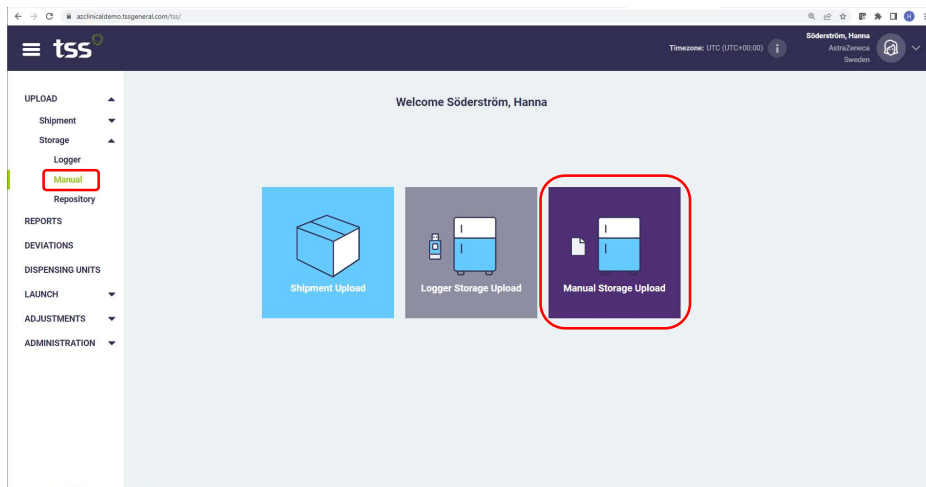 azclinicaldemo.tssgeneral.com/tss/
tss
Timezone: UTC (UTC+00:00)
i
Söderström, Hanna
AstraZeneca
Sweden
H
UPLOAD
Shipment
Storage
Logger
Manual
Repository
REPORTS
DEVIATIONS
DISPENSING UNITS
LAUNCH
ADJUSTMENTS
ADMINISTRATION
Welcome Söderström, Hanna
Shipment Upload
Logger Storage Upload
Manual Storage Upload